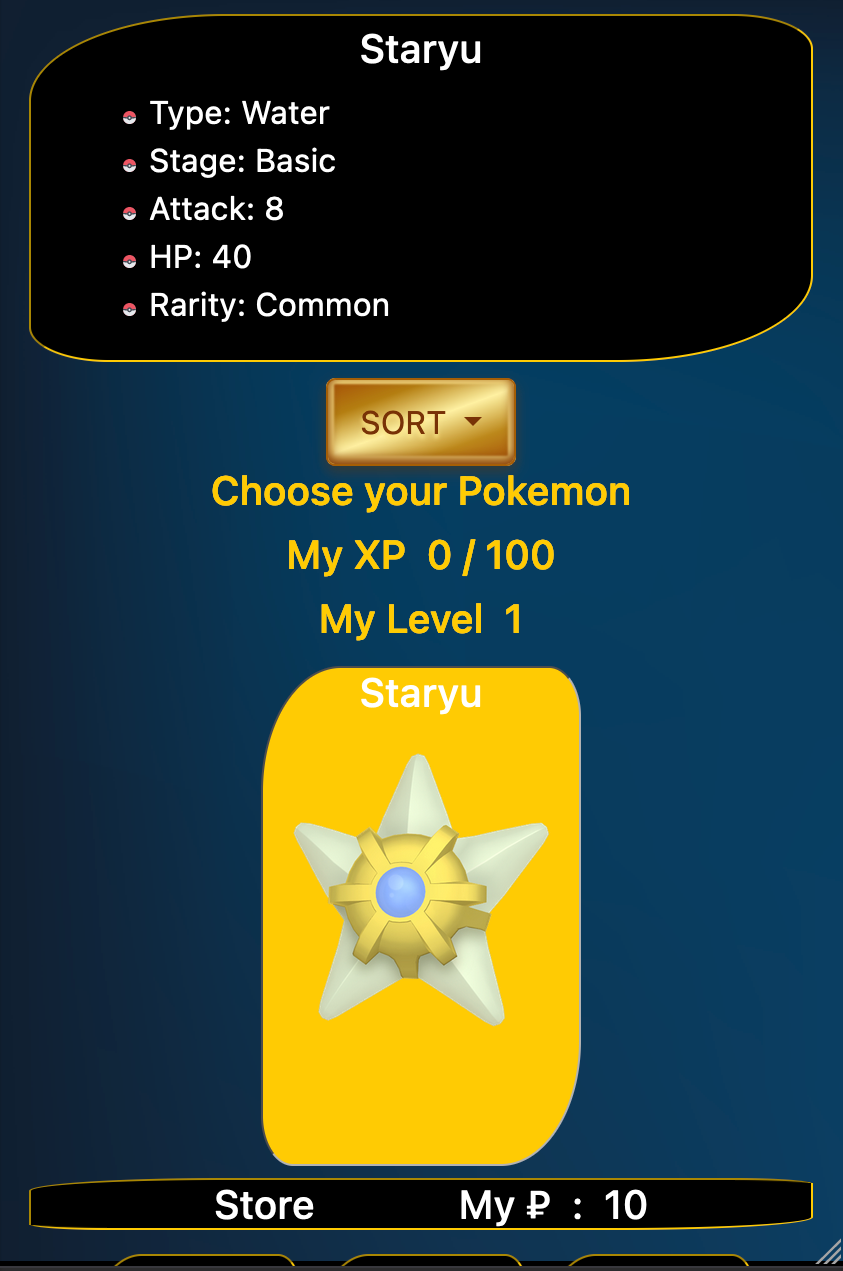 Staryu
Type: Water
Stage: Basic
Attack: 8
HP: 40
Rarity: Common
SORT
Choose your Pokemon
My XP 0 / 100
My Level 1
Staryu
Store My ₽ : 10